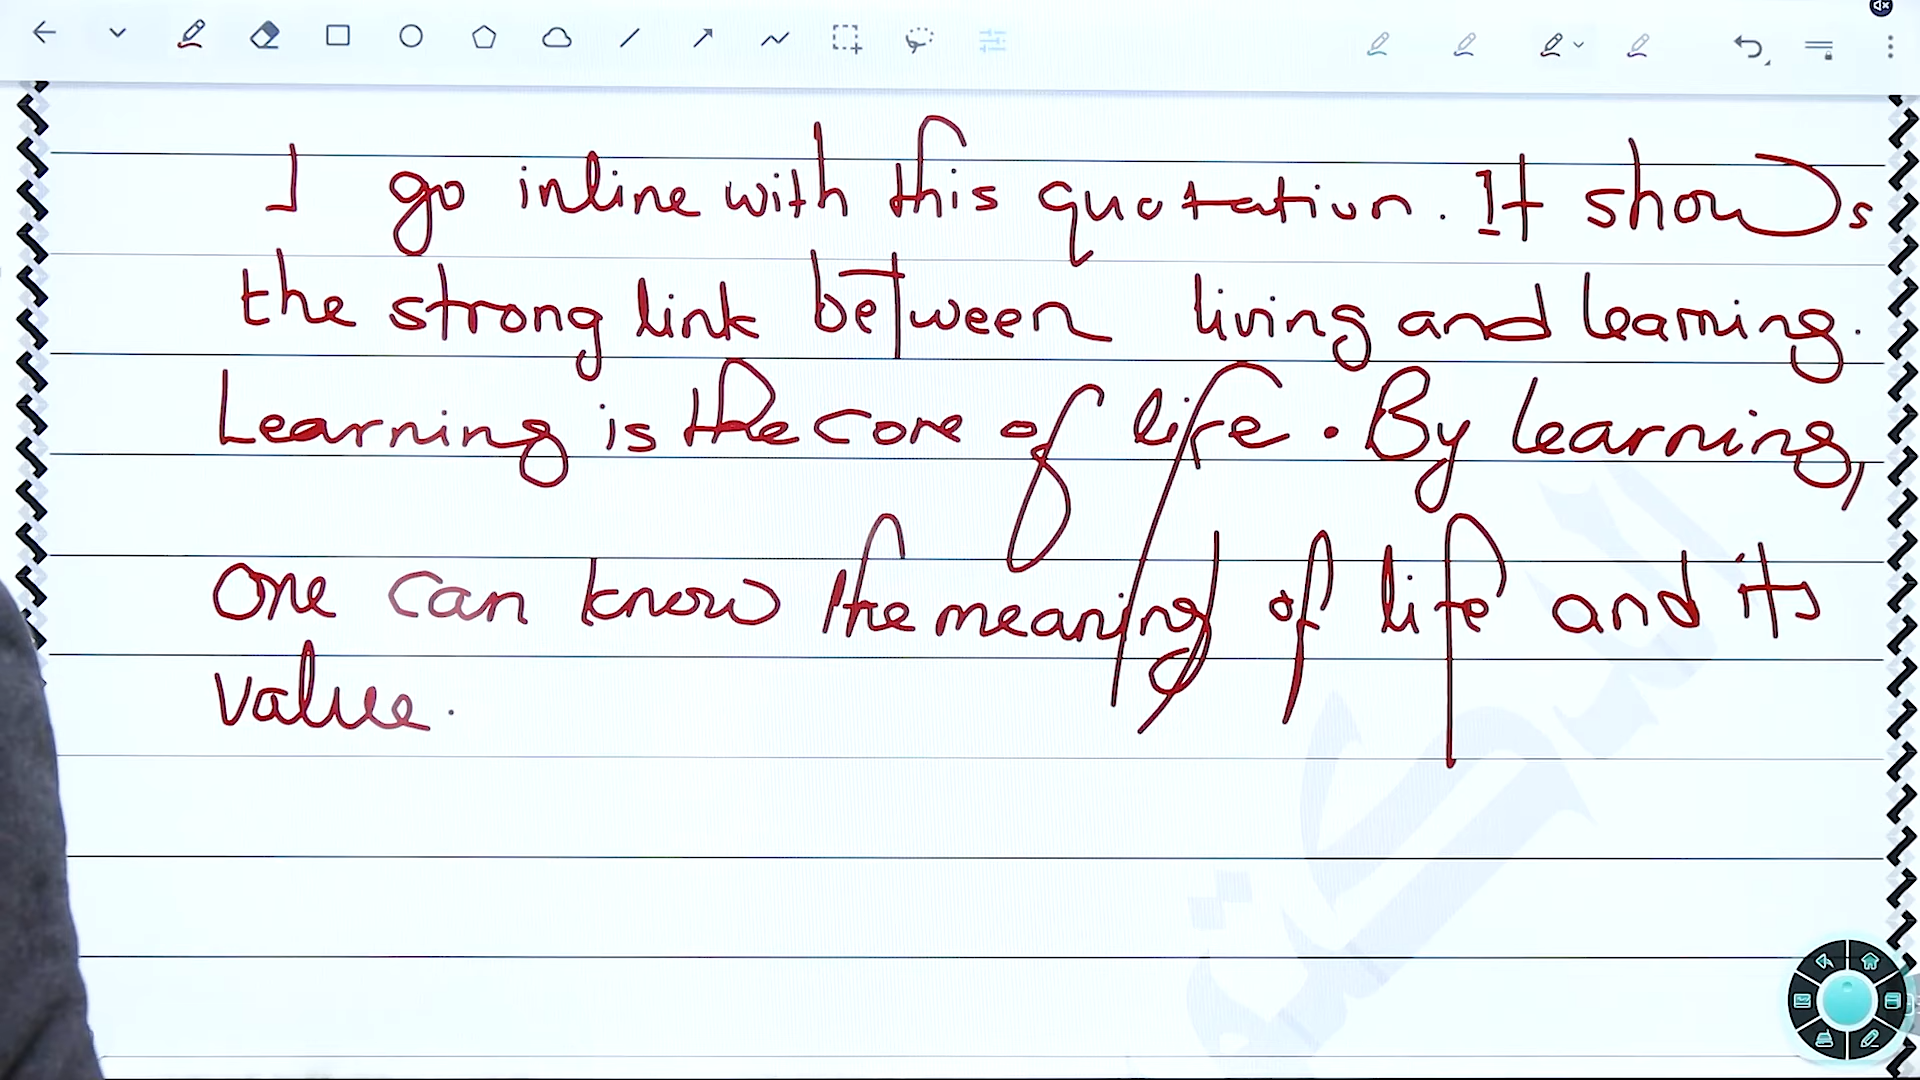 I go inline with this quotation. It shows
the strong link between living and learning.
Learning is the core of life. By learning,
one can know the meaning of life and its
value.